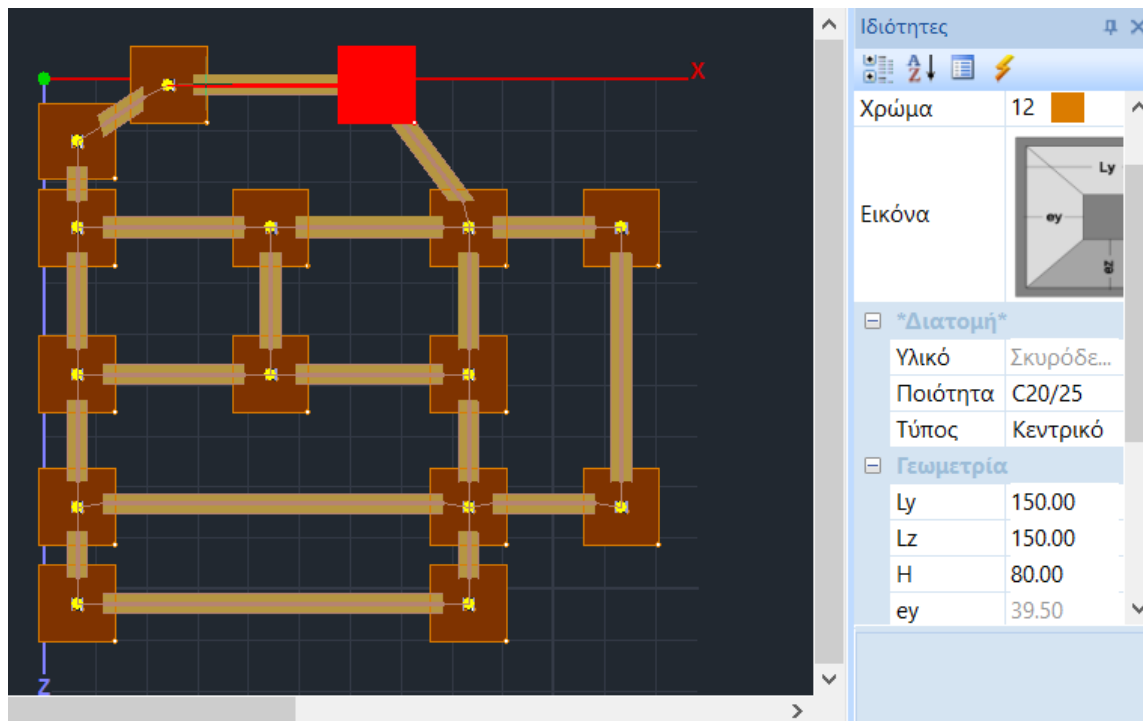 Ιδιότητες
X
Z
Χρώμα 12
Εικόνα
Ly
ey
ez
*Διατομή*
Υλικό Σκυρόδε...
Ποιότητα C20/25
Τύπος Κεντρικό
Γεωμετρία
Ly 150.00
Lz 150.00
H 80.00
ey 39.50